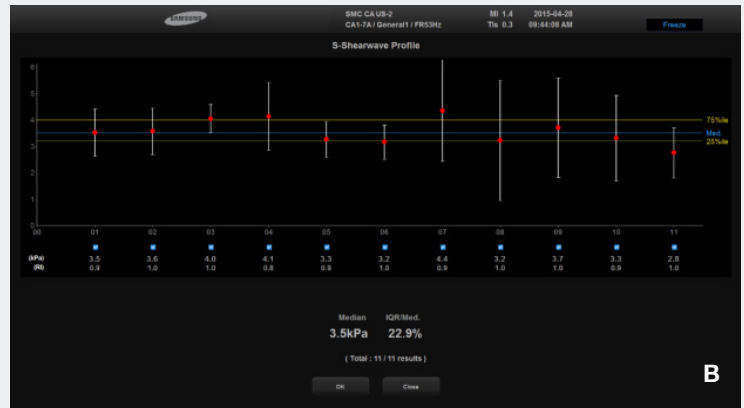 SAMSUNG
SMC CA US-2
CA1-7A / General1 / FR53Hz
MI 1.4
TIs 0.3
2015-04-28
09:44:08 AM
Freeze
S-Shearwave Profile
6
5
4
3
2
1
0
75%ile
Med.
25%ile
00 01 02 03 04 05 06 07 08 09 10 11
(kPa) 3.5 3.6 4.0 4.1 3.3 3.2 4.4 3.2 3.7 3.3 2.8
(RI) 0.9 1.0 1.0 0.8 0.9 1.0 0.9 1.0 1.0 0.9 1.0
Median IQR/Med.
3.5kPa 22.9%
( Total : 11 / 11 results )
OK Close
B